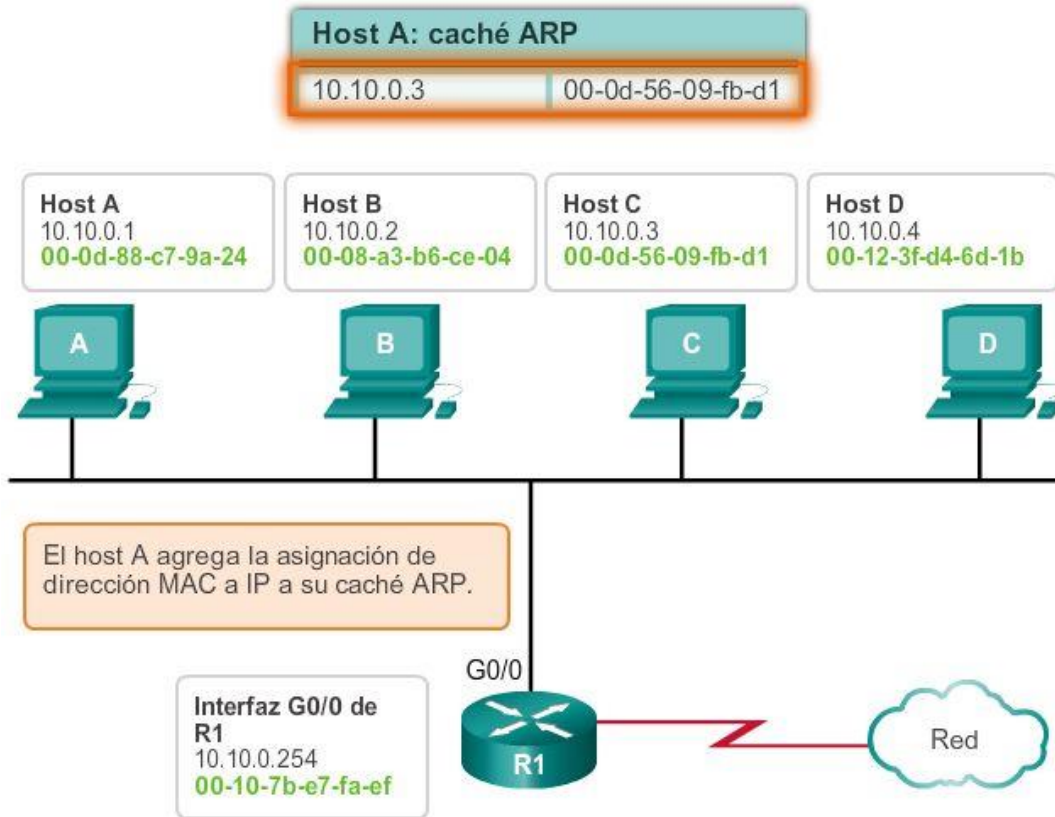 Host A: caché ARP
10.10.0.3 00-0d-56-09-fb-d1
Host A
10.10.0.1
00-0d-88-c7-9a-24
Host B
10.10.0.2
00-08-a3-b6-ce-04
Host C
10.10.0.3
00-0d-56-09-fb-d1
Host D
10.10.0.4
00-12-3f-d4-6d-1b
A
B
C
D
El host A agrega la asignación de
dirección MAC a IP a su caché ARP.
G0/0
Interfaz G0/0 de
R1
10.10.0.254
00-10-7b-e7-fa-ef
R1
Red